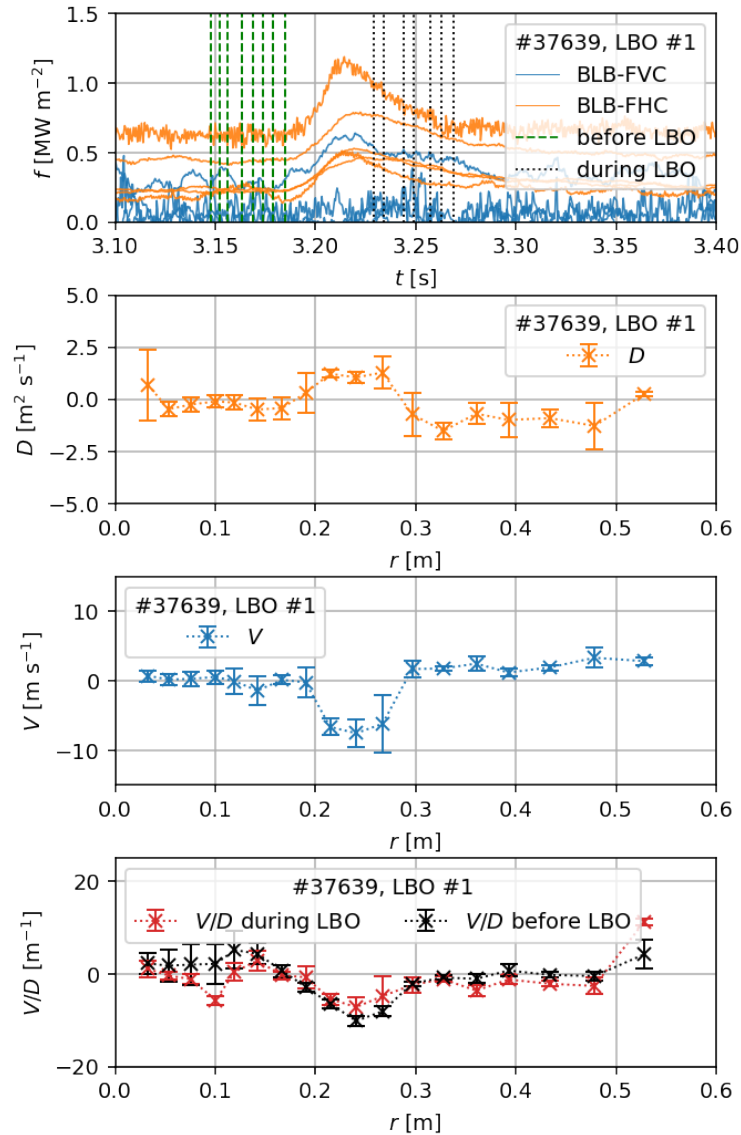 1.5
1.0
0.5
0.0
f [MW m⁻²]
#37639, LBO #1
BLB-FVC
BLB-FHC
before LBO
during LBO
3.10 3.15 3.20 3.25 3.30 3.35 3.40
t [s]
5.0
2.5
0.0
−2.5
−5.0
D [m² s⁻¹]
#37639, LBO #1
D
0.0 0.1 0.2 0.3 0.4 0.5 0.6
r [m]
10
0
−10
V [m s⁻¹]
#37639, LBO #1
V
0.0 0.1 0.2 0.3 0.4 0.5 0.6
r [m]
20
0
−20
V/D [m⁻¹]
#37639, LBO #1
V/D during LBO V/D before LBO
0.0 0.1 0.2 0.3 0.4 0.5 0.6
r [m]